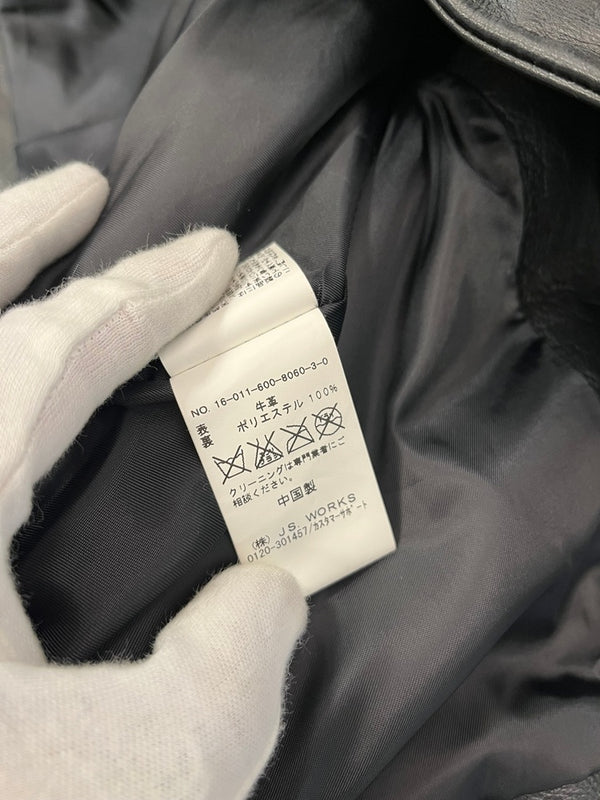 NO. 16-011-600-8060-3-0
表 牛革
裏 ポリエステル 100%
クリーニングは専門業者にご
相談ください。
中国製
(株) J.S. WORKS
0120-301457/カスタマーサポート